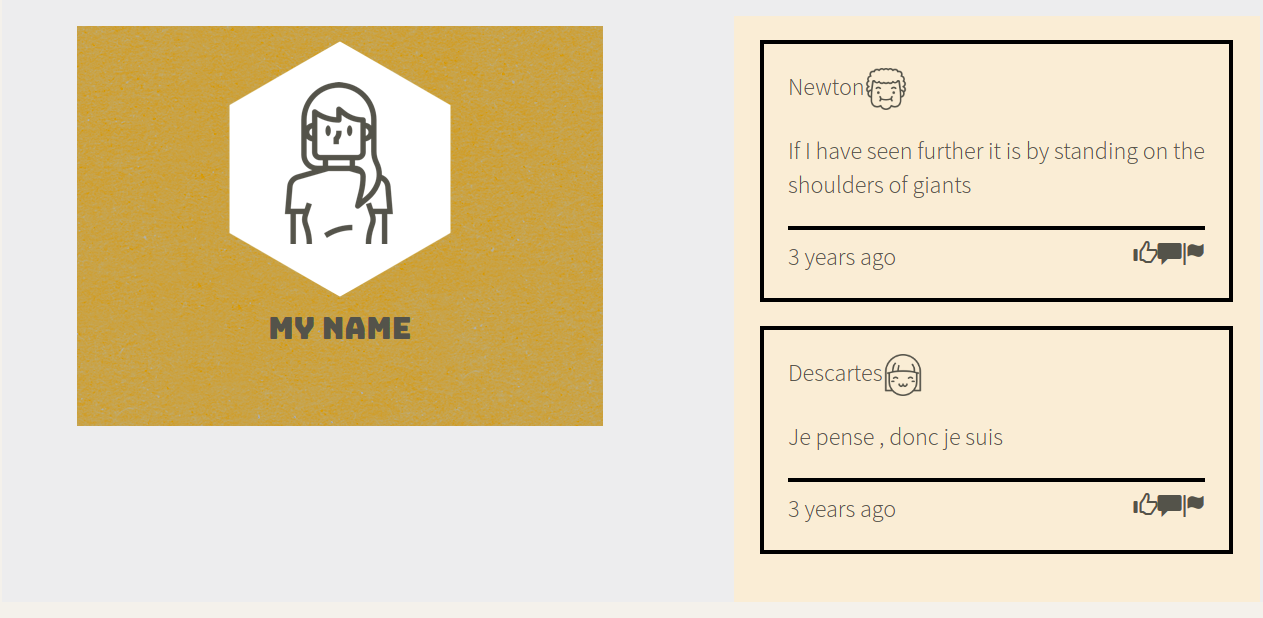 MY NAME
Newton
If I have seen further it is by standing on the
shoulders of giants
3 years ago
Descartes
Je pense , donc je suis
3 years ago